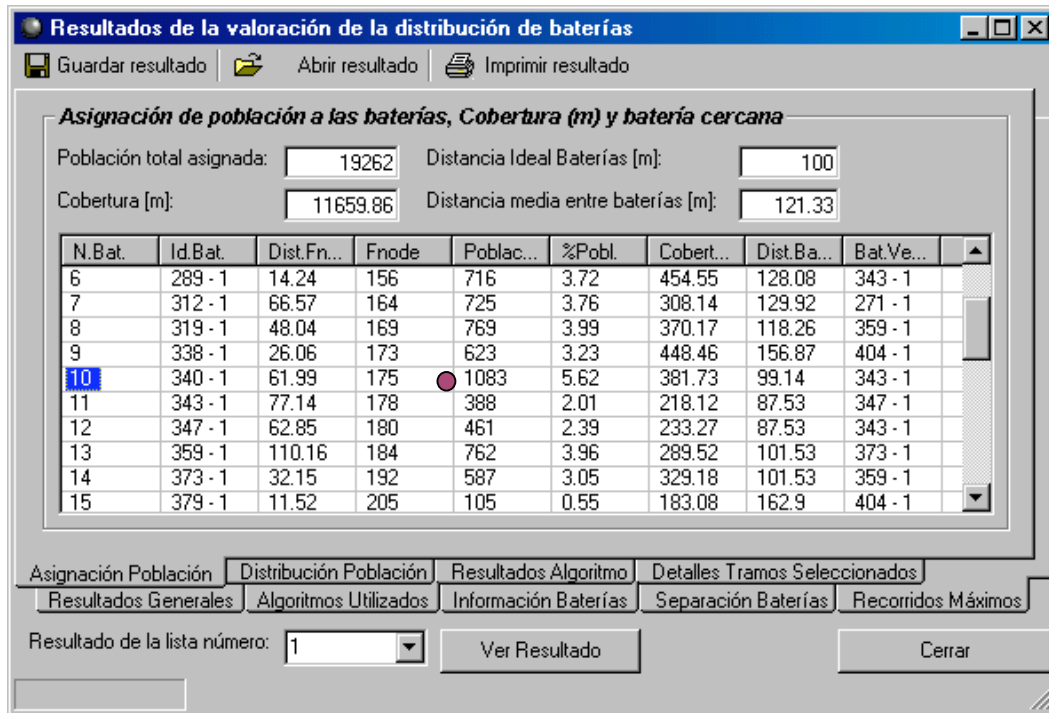 Resultados de la valoración de la distribución de baterías
Guardar resultado Abrir resultado Imprimir resultado
Asignación de población a las baterías, Cobertura (m) y batería cercana
Población total asignada: 19262 Distancia Ideal Baterías [m]: 100
Cobertura [m]: 11659.86 Distancia media entre baterías [m]: 121.33
N.Bat. Id.Bat. Dist.Fn... Fnode Poblac... %Pobl. Cobert... Dist.Ba... Bat.Ve...
6 289 - 1 14.24 156 716 3.72 454.55 128.08 343 - 1
7 312 - 1 66.57 164 725 3.76 308.14 129.92 271 - 1
8 319 - 1 48.04 169 769 3.99 370.17 118.26 359 - 1
9 338 - 1 26.06 173 623 3.23 448.46 156.87 404 - 1
10 340 - 1 61.99 175 1083 5.62 381.73 99.14 343 - 1
11 343 - 1 77.14 178 388 2.01 218.12 87.53 347 - 1
12 347 - 1 62.85 180 461 2.39 233.27 87.53 343 - 1
13 359 - 1 110.16 184 762 3.96 289.52 101.53 373 - 1
14 373 - 1 32.15 192 587 3.05 329.18 101.53 359 - 1
15 379 - 1 11.52 205 105 0.55 183.08 162.9 404 - 1
Asignación Población Distribución Población Resultados Algoritmo Detalles Tramos Seleccionados
Resultados Generales Algoritmos Utilizados Información Baterías Separación Baterías Recorridos Máximos
Resultado de la lista número: 1 Ver Resultado Cerrar